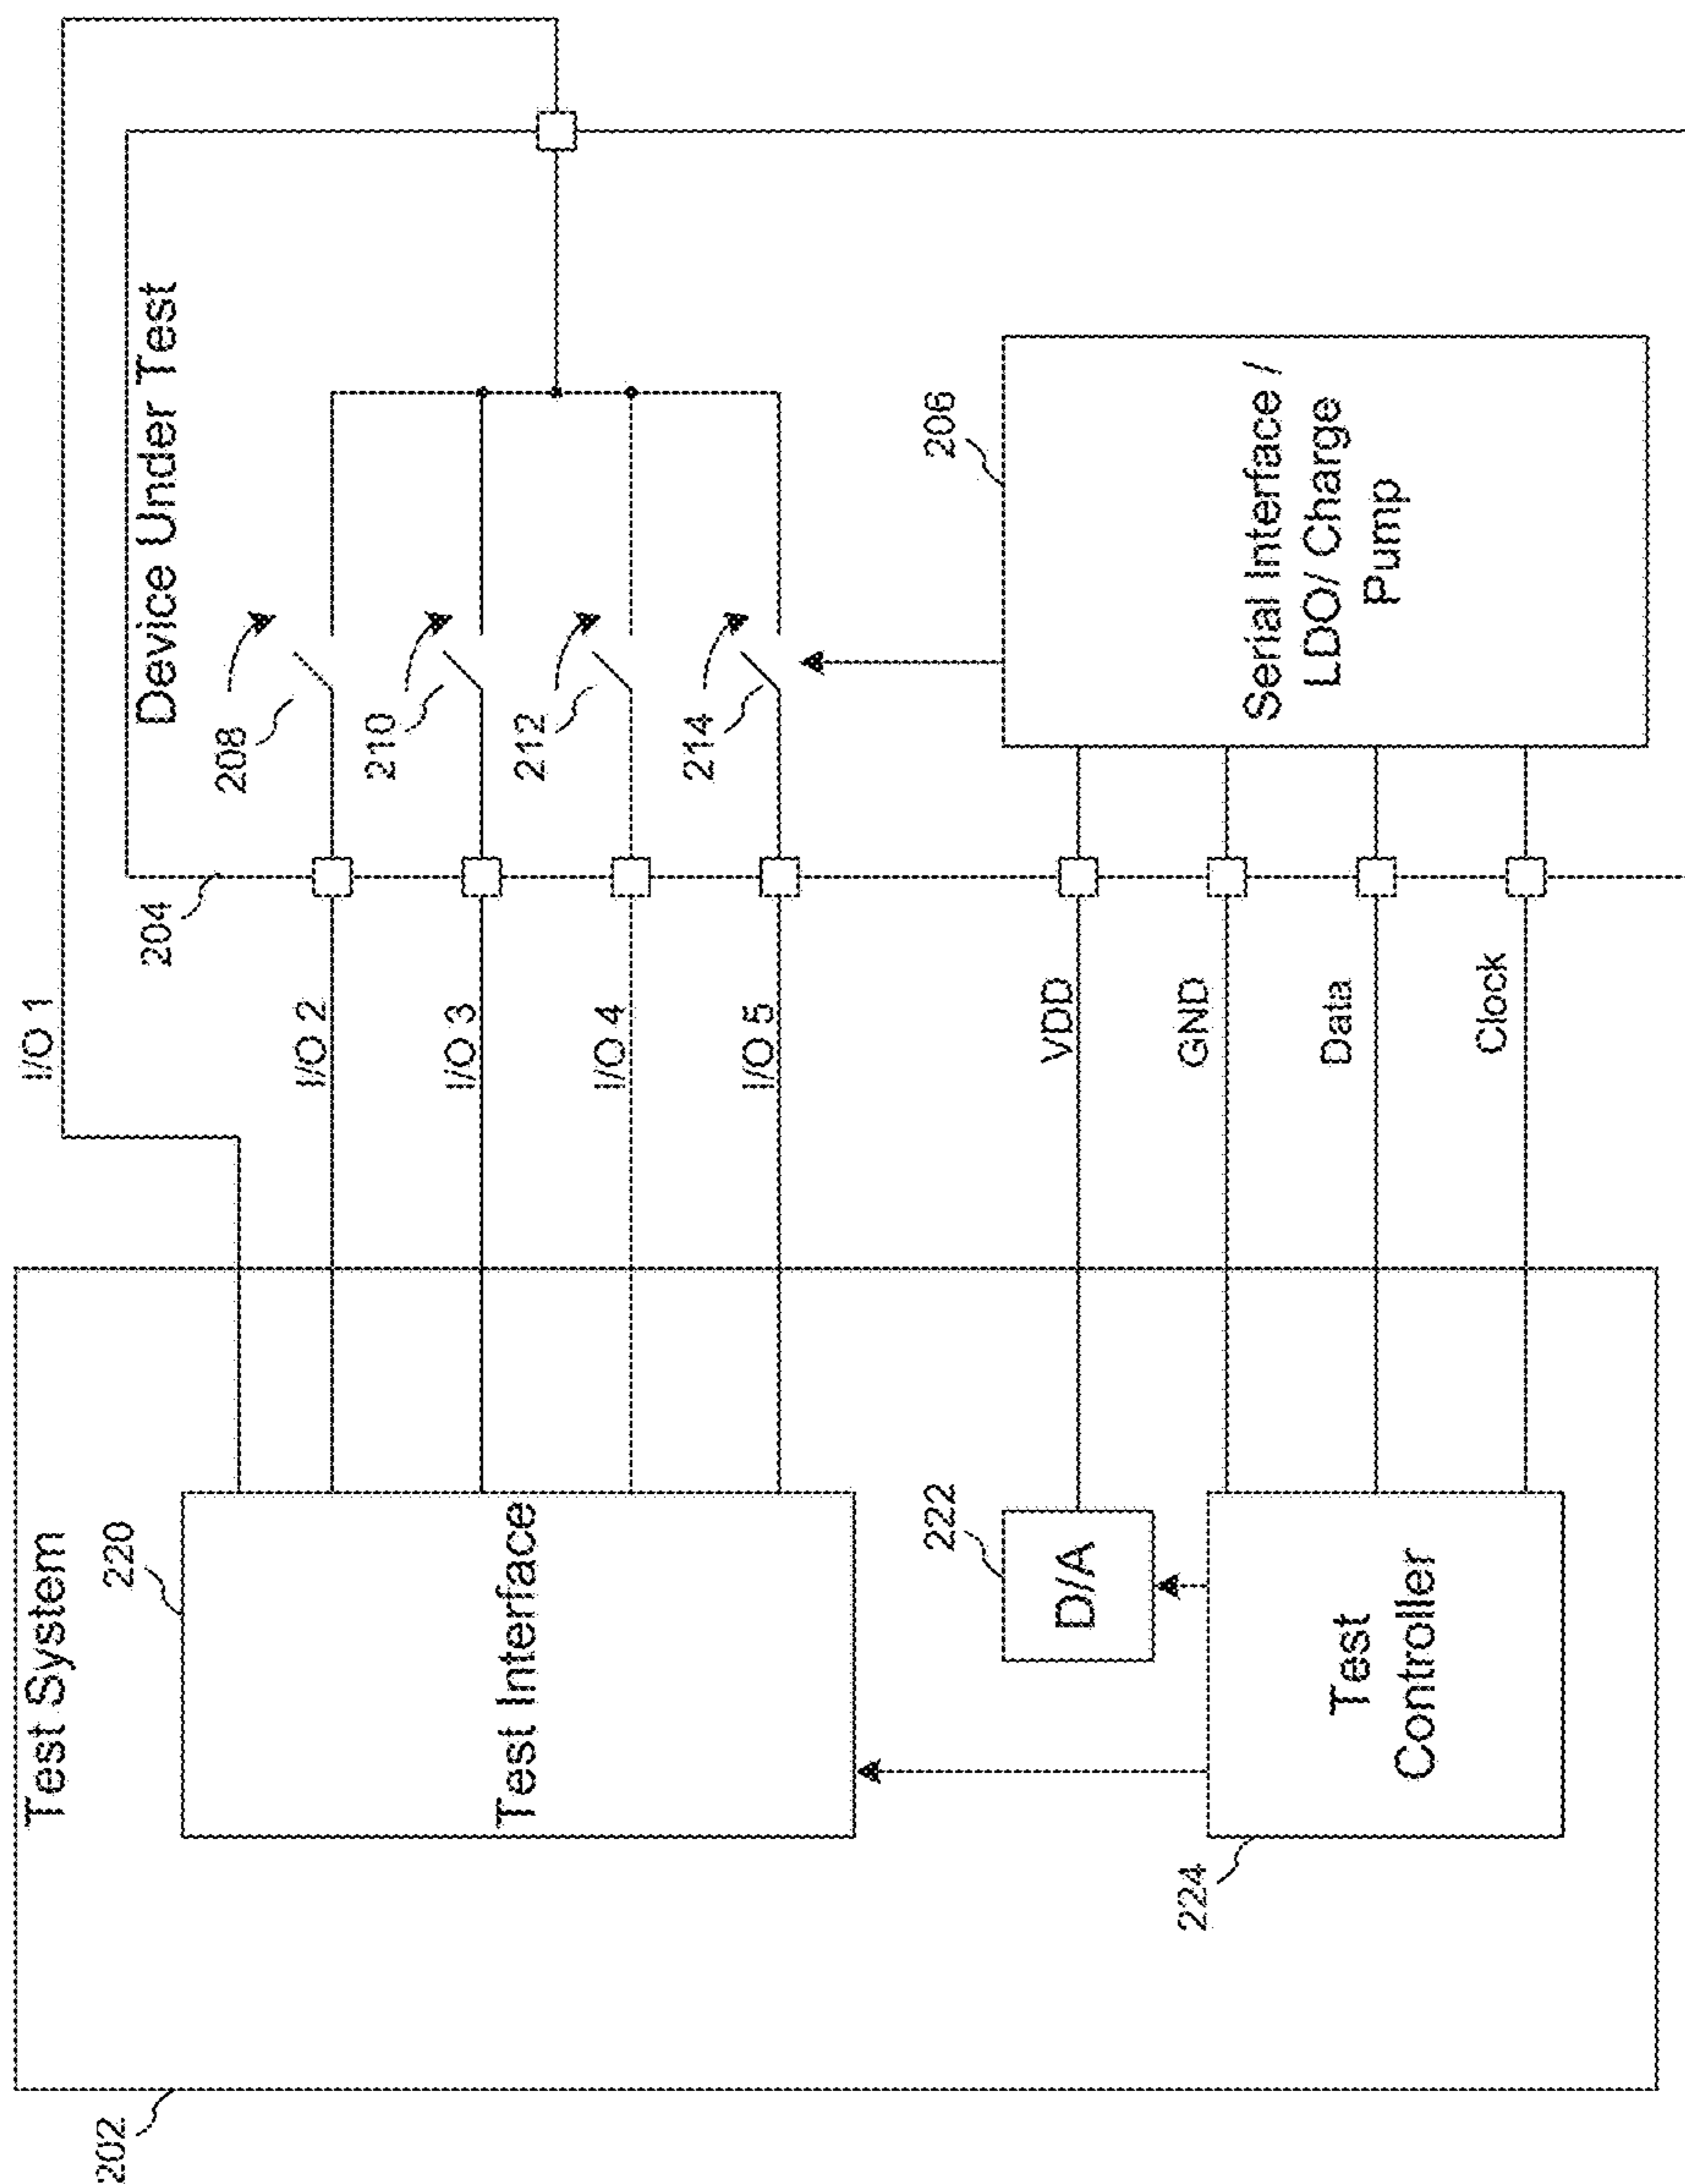 202
Test System
220
Test Interface
222
D/A
224
Test
Controller
I/O 1
I/O 2
I/O 3
I/O 4
I/O 5
VDD
GND
Data
Clock
204
Device Under Test
208
210
212
214
206
Serial Interface /
LDO/ Charge
Pump